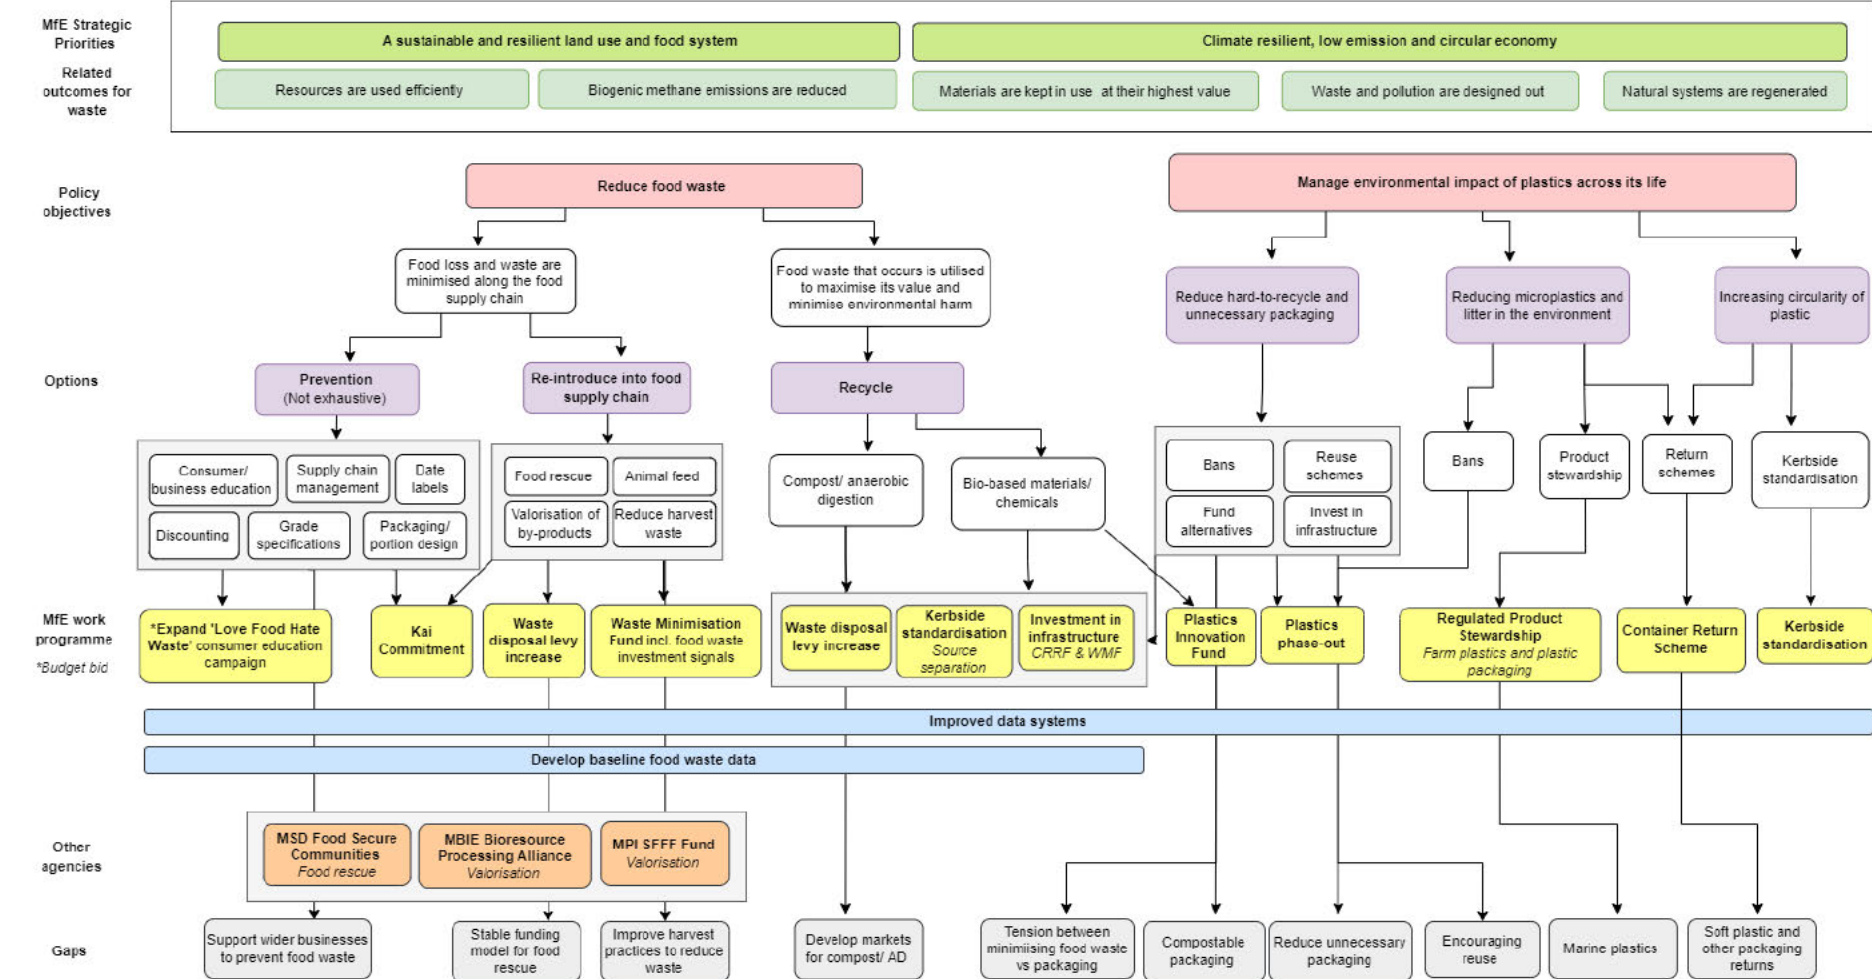 MfE Strategic
Priorities
A sustainable and resilient land use and food system
Climate resilient, low emission and circular economy
Related
outcomes for
waste
Resources are used efficiently
Biogenic methane emissions are reduced
Materials are kept in use at their highest value
Waste and pollution are designed out
Natural systems are regenerated
Policy
objectives
Reduce food waste
Manage environmental impact of plastics across its life
Food loss and waste are
minimised along the food
supply chain
Food waste that occurs is utilised
to maximise its value and
minimise environmental harm
Reduce hard-to-recycle and
unnecessary packaging
Reducing microplastics and
litter in the environment
Increasing circularity of
plastic
Options
Prevention
(Not exhaustive)
Re-introduce into food
supply chain
Recycle
Consumer/
business education
Supply chain
management
Date
labels
Discounting
Grade
specifications
Packaging/
portion design
Food rescue
Animal feed
Valorisation of
by-products
Reduce harvest
waste
Compost/ anaerobic
digestion
Bio-based materials/
chemicals
Bans
Reuse
schemes
Fund
alternatives
Invest in
infrastructure
Bans
Product
stewardship
Return
schemes
Kerbside
standardisation
MfE work
programme
*Budget bid
*Expand 'Love Food Hate
Waste' consumer education
campaign
Kai
Commitment
Waste
disposal levy
increase
Waste Minimisation
Fund incl. food waste
investment signals
Waste disposal
levy increase
Kerbside
standardisation
Source
separation
Investment in
infrastructure
CRRF & WMF
Plastics
Innovation
Fund
Plastics
phase-out
Regulated Product
Stewardship
Farm plastics and plastic
packaging
Container Return
Scheme
Kerbside
standardisation
Improved data systems
Develop baseline food waste data
Other
agencies
MSD Food Secure
Communities
Food rescue
MBIE Bioresource
Processing Alliance
Valorisation
MPI SFFF Fund
Valorisation
Gaps
Support wider businesses
to prevent food waste
Stable funding
model for food
rescue
Improve harvest
practices to reduce
waste
Develop markets
for compost/ AD
Tension between
minimiising food waste
vs packaging
Compostable
packaging
Reduce unnecessary
packaging
Encouraging
reuse
Marine plastics
Soft plastic and
other packaging
returns